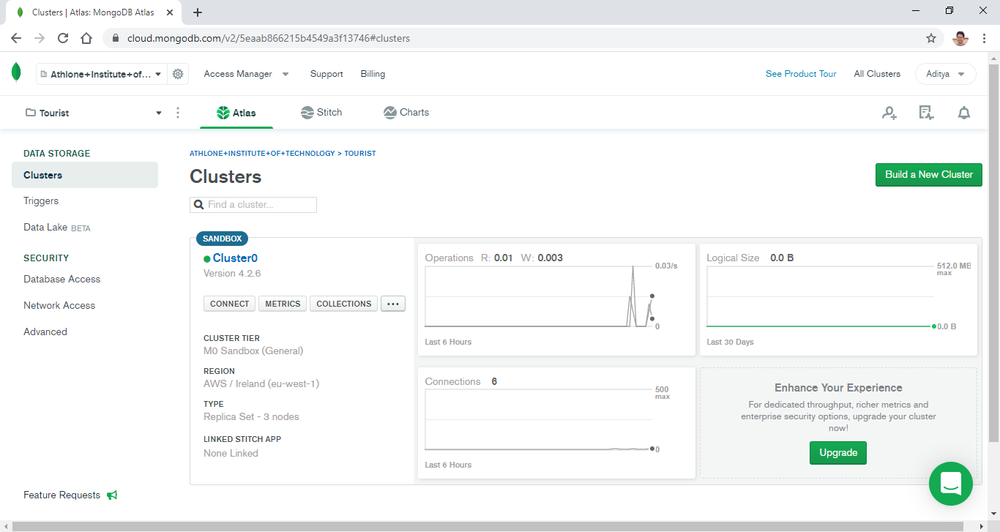 Clusters | Atlas: MongoDB Atlas
cloud.mongodb.com/v2/5eaab866215b4549a3f13746#clusters
Athlone+Institute+of... Access Manager Support Billing See Product Tour All Clusters Aditya
Tourist Atlas Stitch Charts
DATA STORAGE
Clusters
Triggers
Data Lake BETA
SECURITY
Database Access
Network Access
Advanced
Feature Requests
ATHLONE+INSTITUTE+OF+TECHNOLOGY > TOURIST
Clusters
Build a New Cluster
Find a cluster...
SANDBOX
Cluster0
Version 4.2.6
CONNECT METRICS COLLECTIONS ...
CLUSTER TIER
M0 Sandbox (General)
REGION
AWS / Ireland (eu-west-1)
TYPE
Replica Set - 3 nodes
LINKED STITCH APP
None Linked
Operations R: 0.01 W: 0.003
0.03/s
0
Last 6 Hours
Logical Size 0.0 B
512.0 MB
max
0.0 B
Last 30 Days
Connections 6
500
max
0
Last 6 Hours
Enhance Your Experience
For dedicated throughput, richer metrics and
enterprise security options, upgrade your cluster
now!
Upgrade